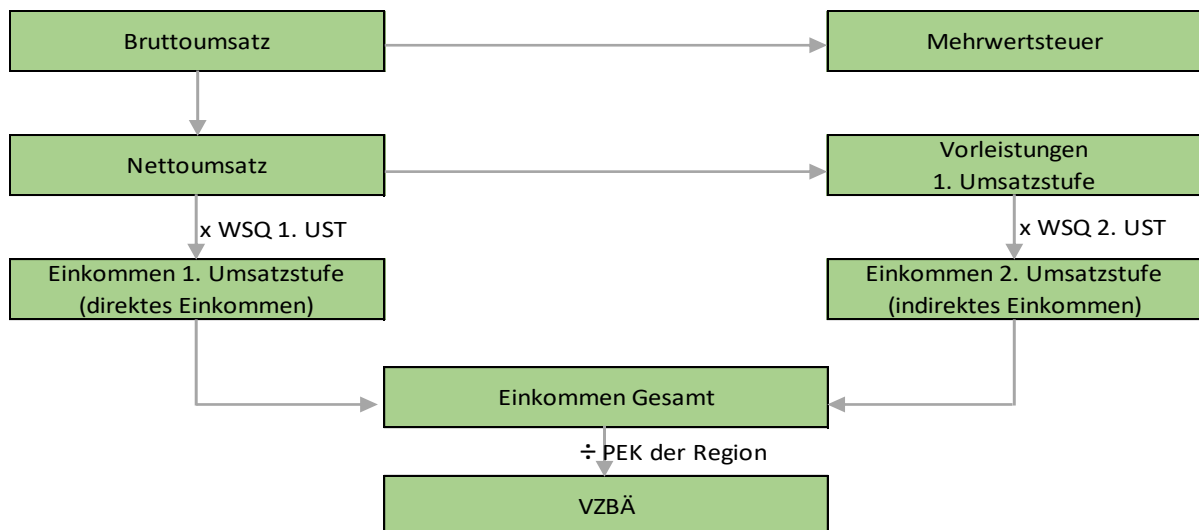 Bruttoumsatz
Mehrwertsteuer
Nettoumsatz
Vorleistungen
1. Umsatzstufe
x WSQ 1. UST
x WSQ 2. UST
Einkommen 1. Umsatzstufe
(direktes Einkommen)
Einkommen 2. Umsatzstufe
(indirektes Einkommen)
Einkommen Gesamt
÷ PEK der Region
VZBÄ